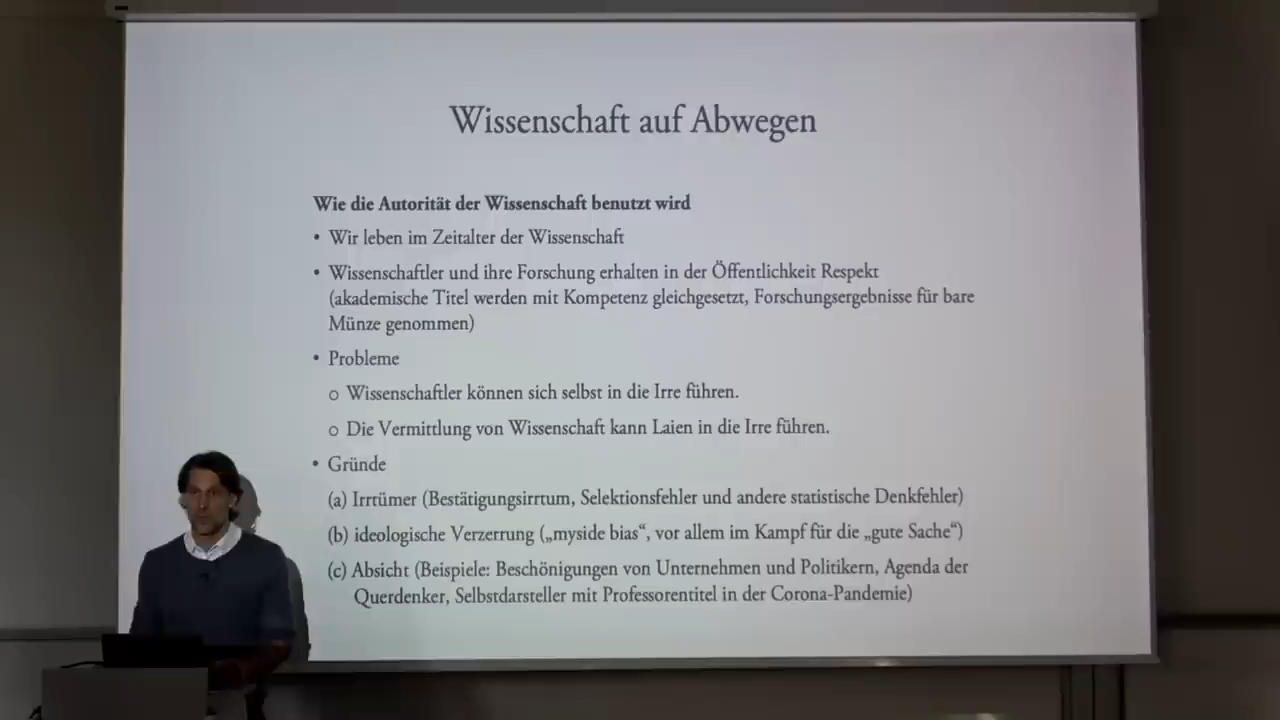 Wissenschaft auf Abwegen
Wie die Autorität der Wissenschaft benutzt wird
• Wir leben im Zeitalter der Wissenschaft
• Wissenschaftler und ihre Forschung erhalten in der Öffentlichkeit Respekt
(akademische Titel werden mit Kompetenz gleichgesetzt, Forschungsergebnisse für bare
Münze genommen)
• Probleme
o Wissenschaftler können sich selbst in die Irre führen.
o Die Vermittlung von Wissenschaft kann Laien in die Irre führen.
• Gründe
(a) Irrtümer (Bestätigungsirrtum, Selektionsfehler und andere statistische Denkfehler)
(b) ideologische Verzerrung („myside bias“, vor allem im Kampf für die „gute Sache“)
(c) Absicht (Beispiele: Beschönigungen von Unternehmen und Politikern, Agenda der
Querdenker, Selbstdarsteller mit Professorentitel in der Corona-Pandemie)